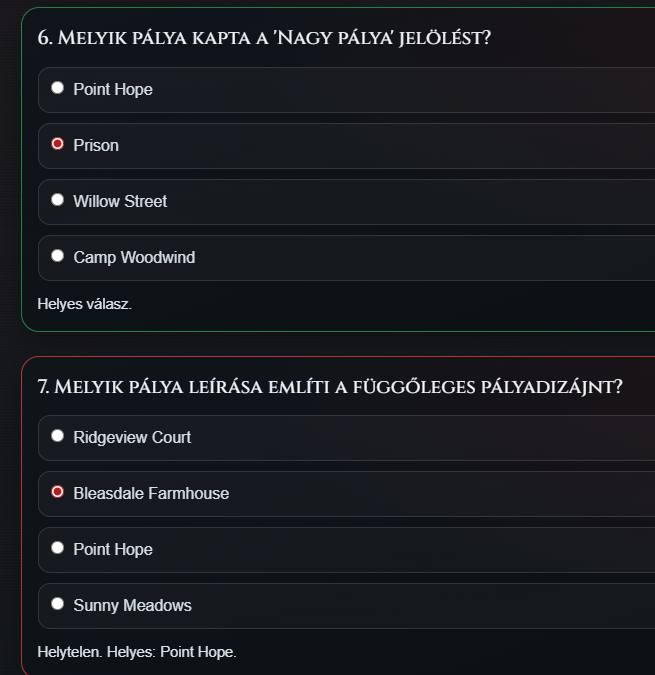 6. Melyik pálya kapta a 'Nagy pálya' jelölést?
Point Hope
Prison
Willow Street
Camp Woodwind
Helyes válasz.
7. Melyik pálya leírása említi a függőleges pályadizájnt?
Ridgeview Court
Bleasdale Farmhouse
Point Hope
Sunny Meadows
Helytelen. Helyes: Point Hope.